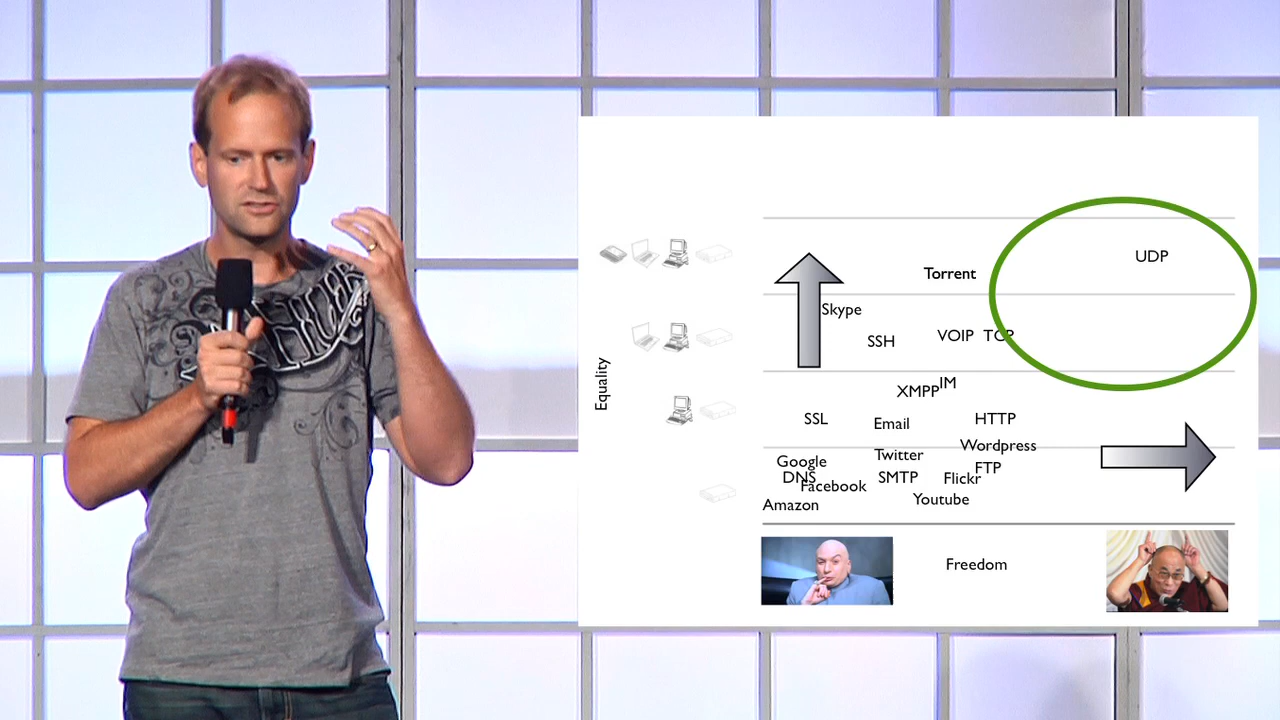 UDP
Torrent
Skype
SSH
VOIP
TCP
Equality
IM
XMPP
SSL
Email
HTTP
Wordpress
Twitter
Google
FTP
DNS
SMTP
Flickr
Facebook
Youtube
Amazon
Freedom